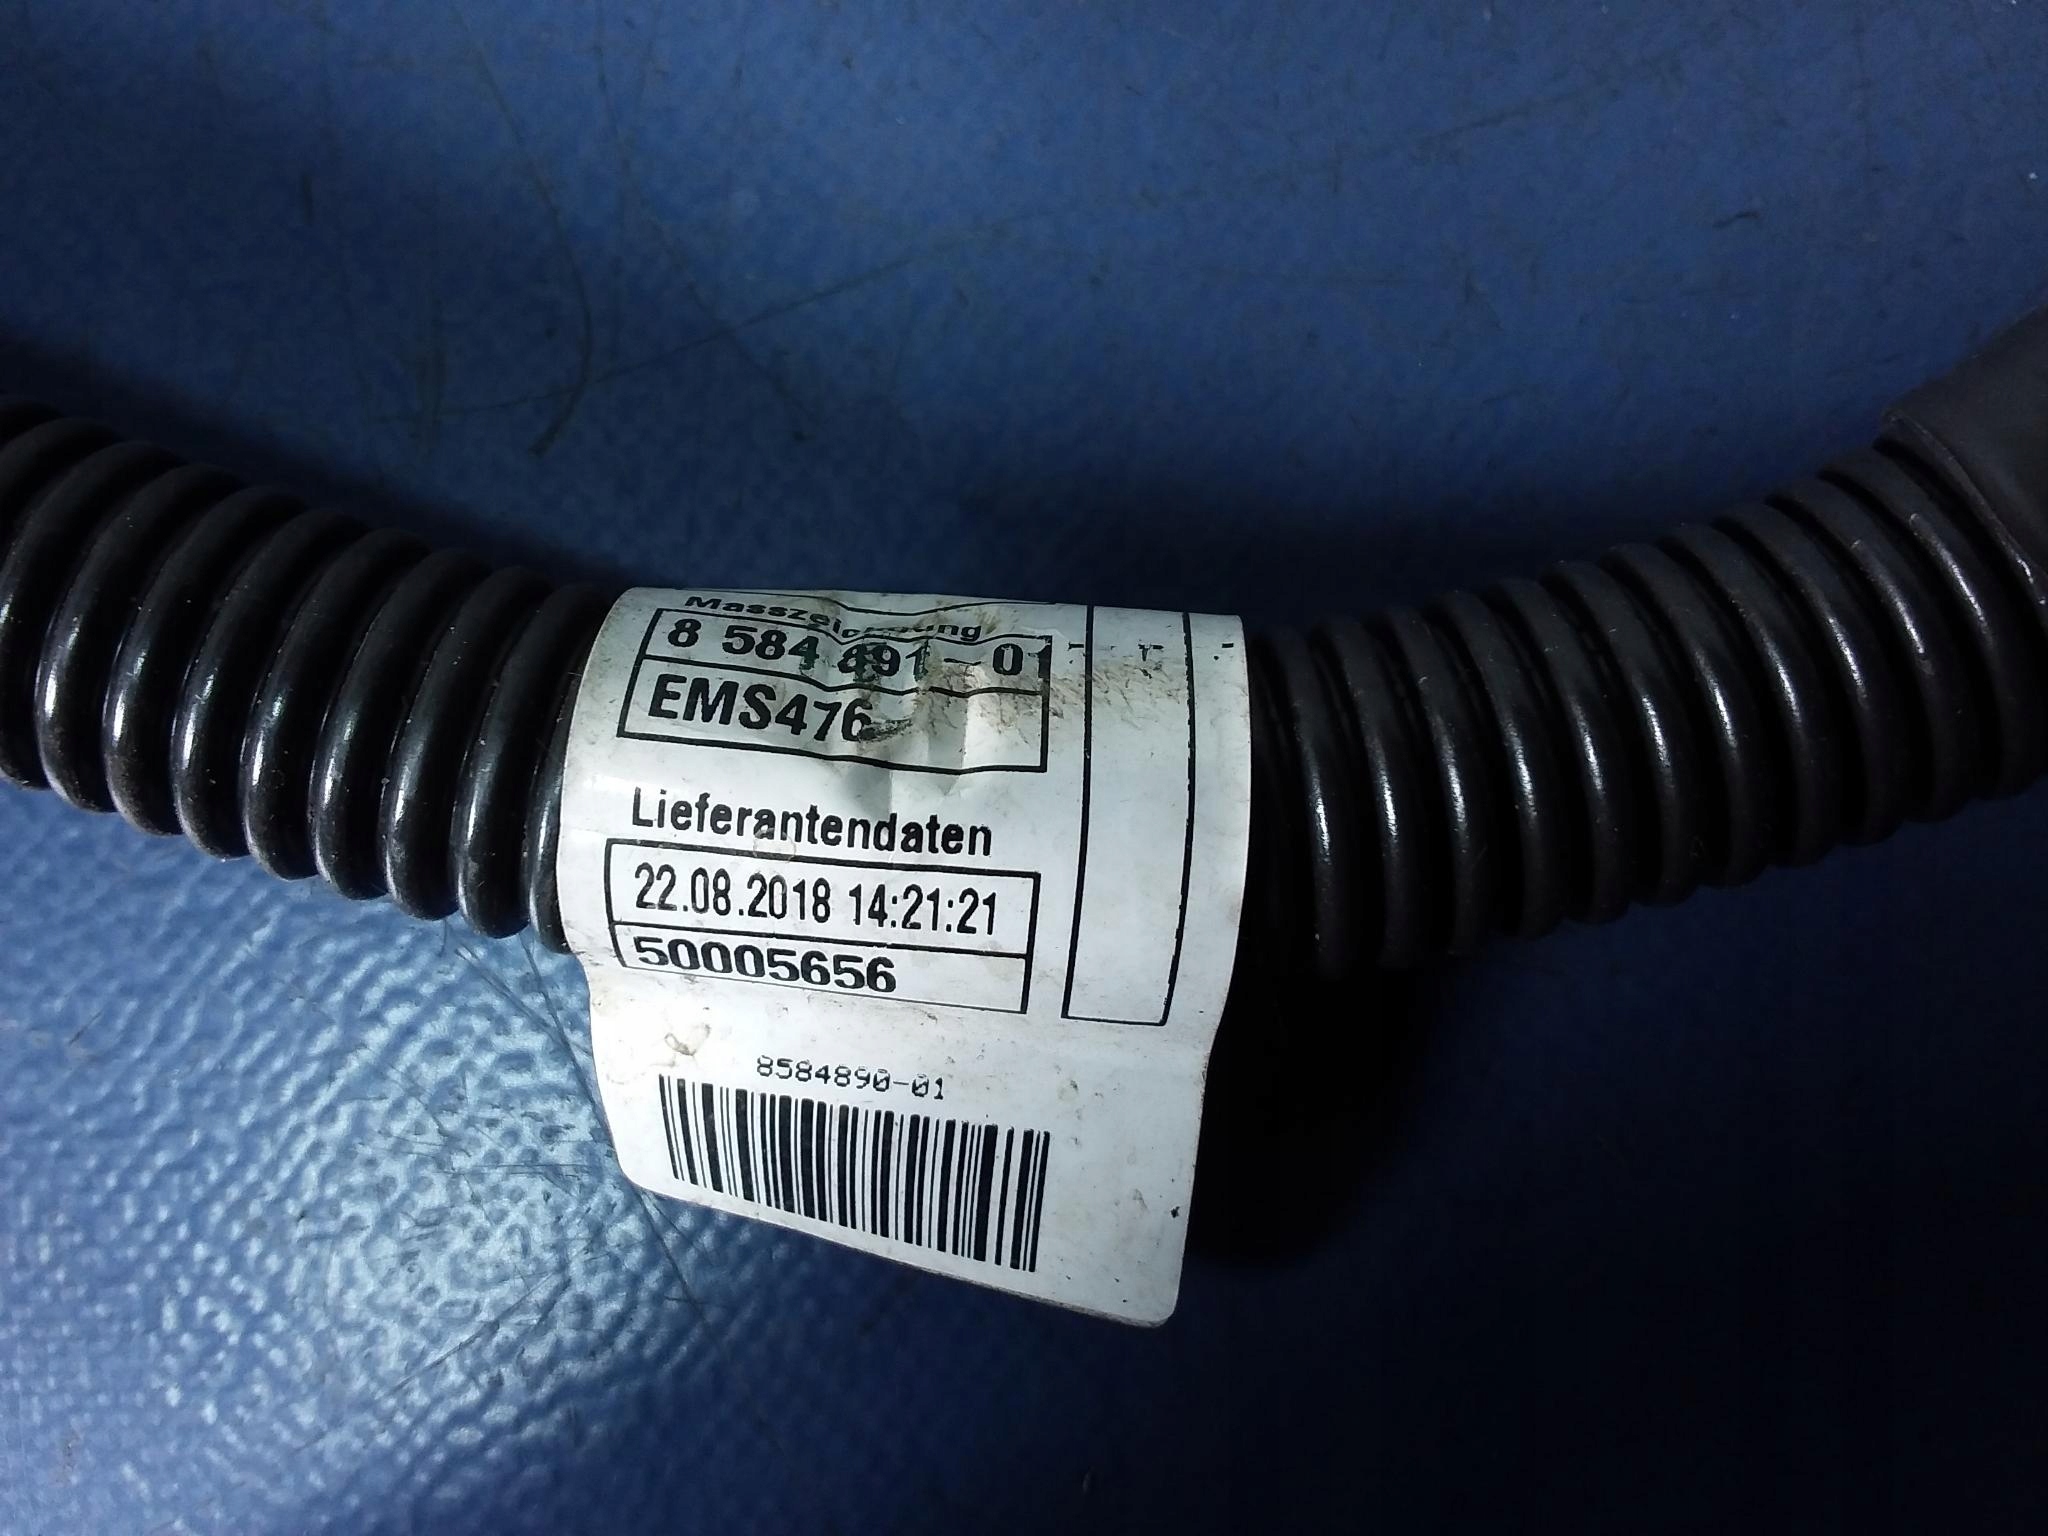 Masszeichnung
8 584 891-01
EMS476
Lieferantendaten
22.08.2018 14:21:21
50005656
8584890-01